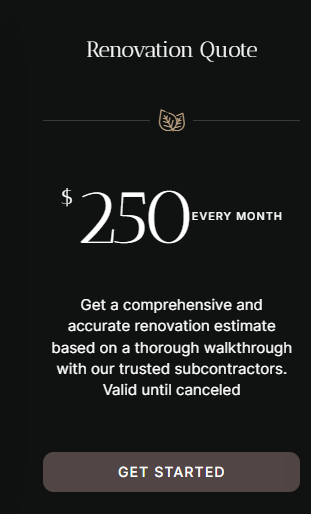 Renovation Quote
$250 EVERY MONTH
Get a comprehensive and
accurate renovation estimate
based on a thorough walkthrough
with our trusted subcontractors.
Valid until canceled
GET STARTED